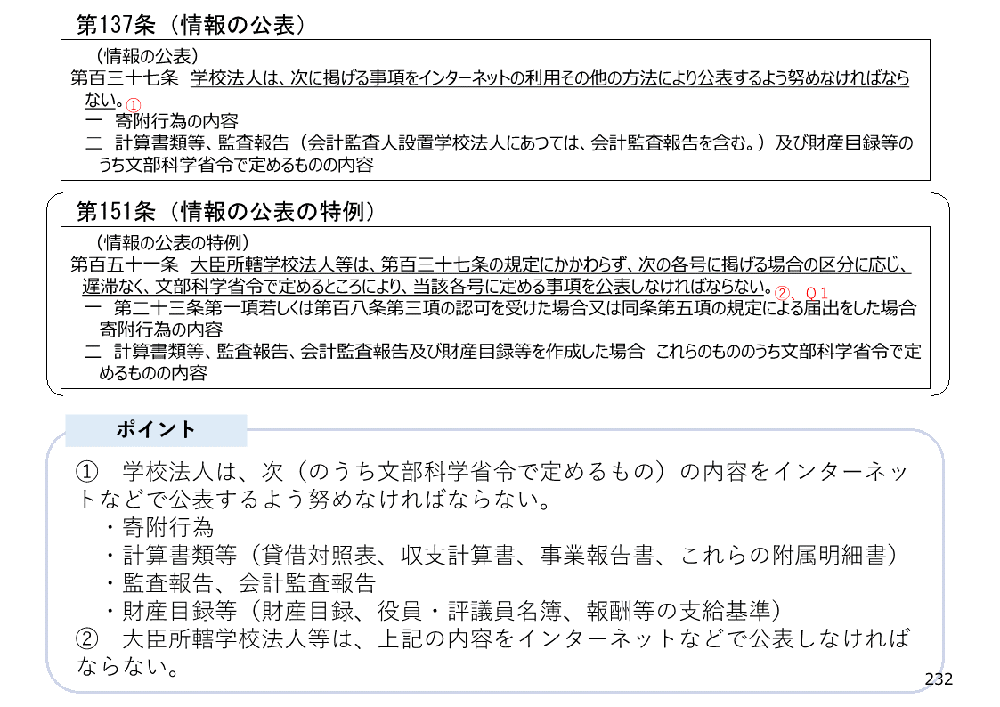 第137条（情報の公表）
（情報の公表）
第百三十七条　学校法人は、次に掲げる事項をインターネットの利用その他の方法により公表するよう努めなければなら
ない。①
一　寄附行為の内容
二　計算書類等、監査報告（会計監査人設置学校法人にあつては、会計監査報告を含む。）及び財産目録等の
うち文部科学省令で定めるものの内容
第151条（情報の公表の特例）
（情報の公表の特例）
第百五十一条　大臣所轄学校法人等は、第百三十七条の規定にかかわらず、次の各号に掲げる場合の区分に応じ、
遅滞なく、文部科学省令で定めるところにより、当該各号に定める事項を公表しなければならない。②、Q1
一　第二十三条第一項若しくは第百八条第三項の認可を受けた場合又は同条第五項の規定による届出をした場合
寄附行為の内容
二　計算書類等、監査報告、会計監査報告及び財産目録等を作成した場合　これらのもののうち文部科学省令で定
めるものの内容
ポイント
①　学校法人は、次（のうち文部科学省令で定めるもの）の内容をインターネッ
トなどで公表するよう努めなければならない。
・寄附行為
・計算書類等（貸借対照表、収支計算書、事業報告書、これらの附属明細書）
・監査報告、会計監査報告
・財産目録等（財産目録、役員・評議員名簿、報酬等の支給基準）
②　大臣所轄学校法人等は、上記の内容をインターネットなどで公表しなければ
ならない。
232